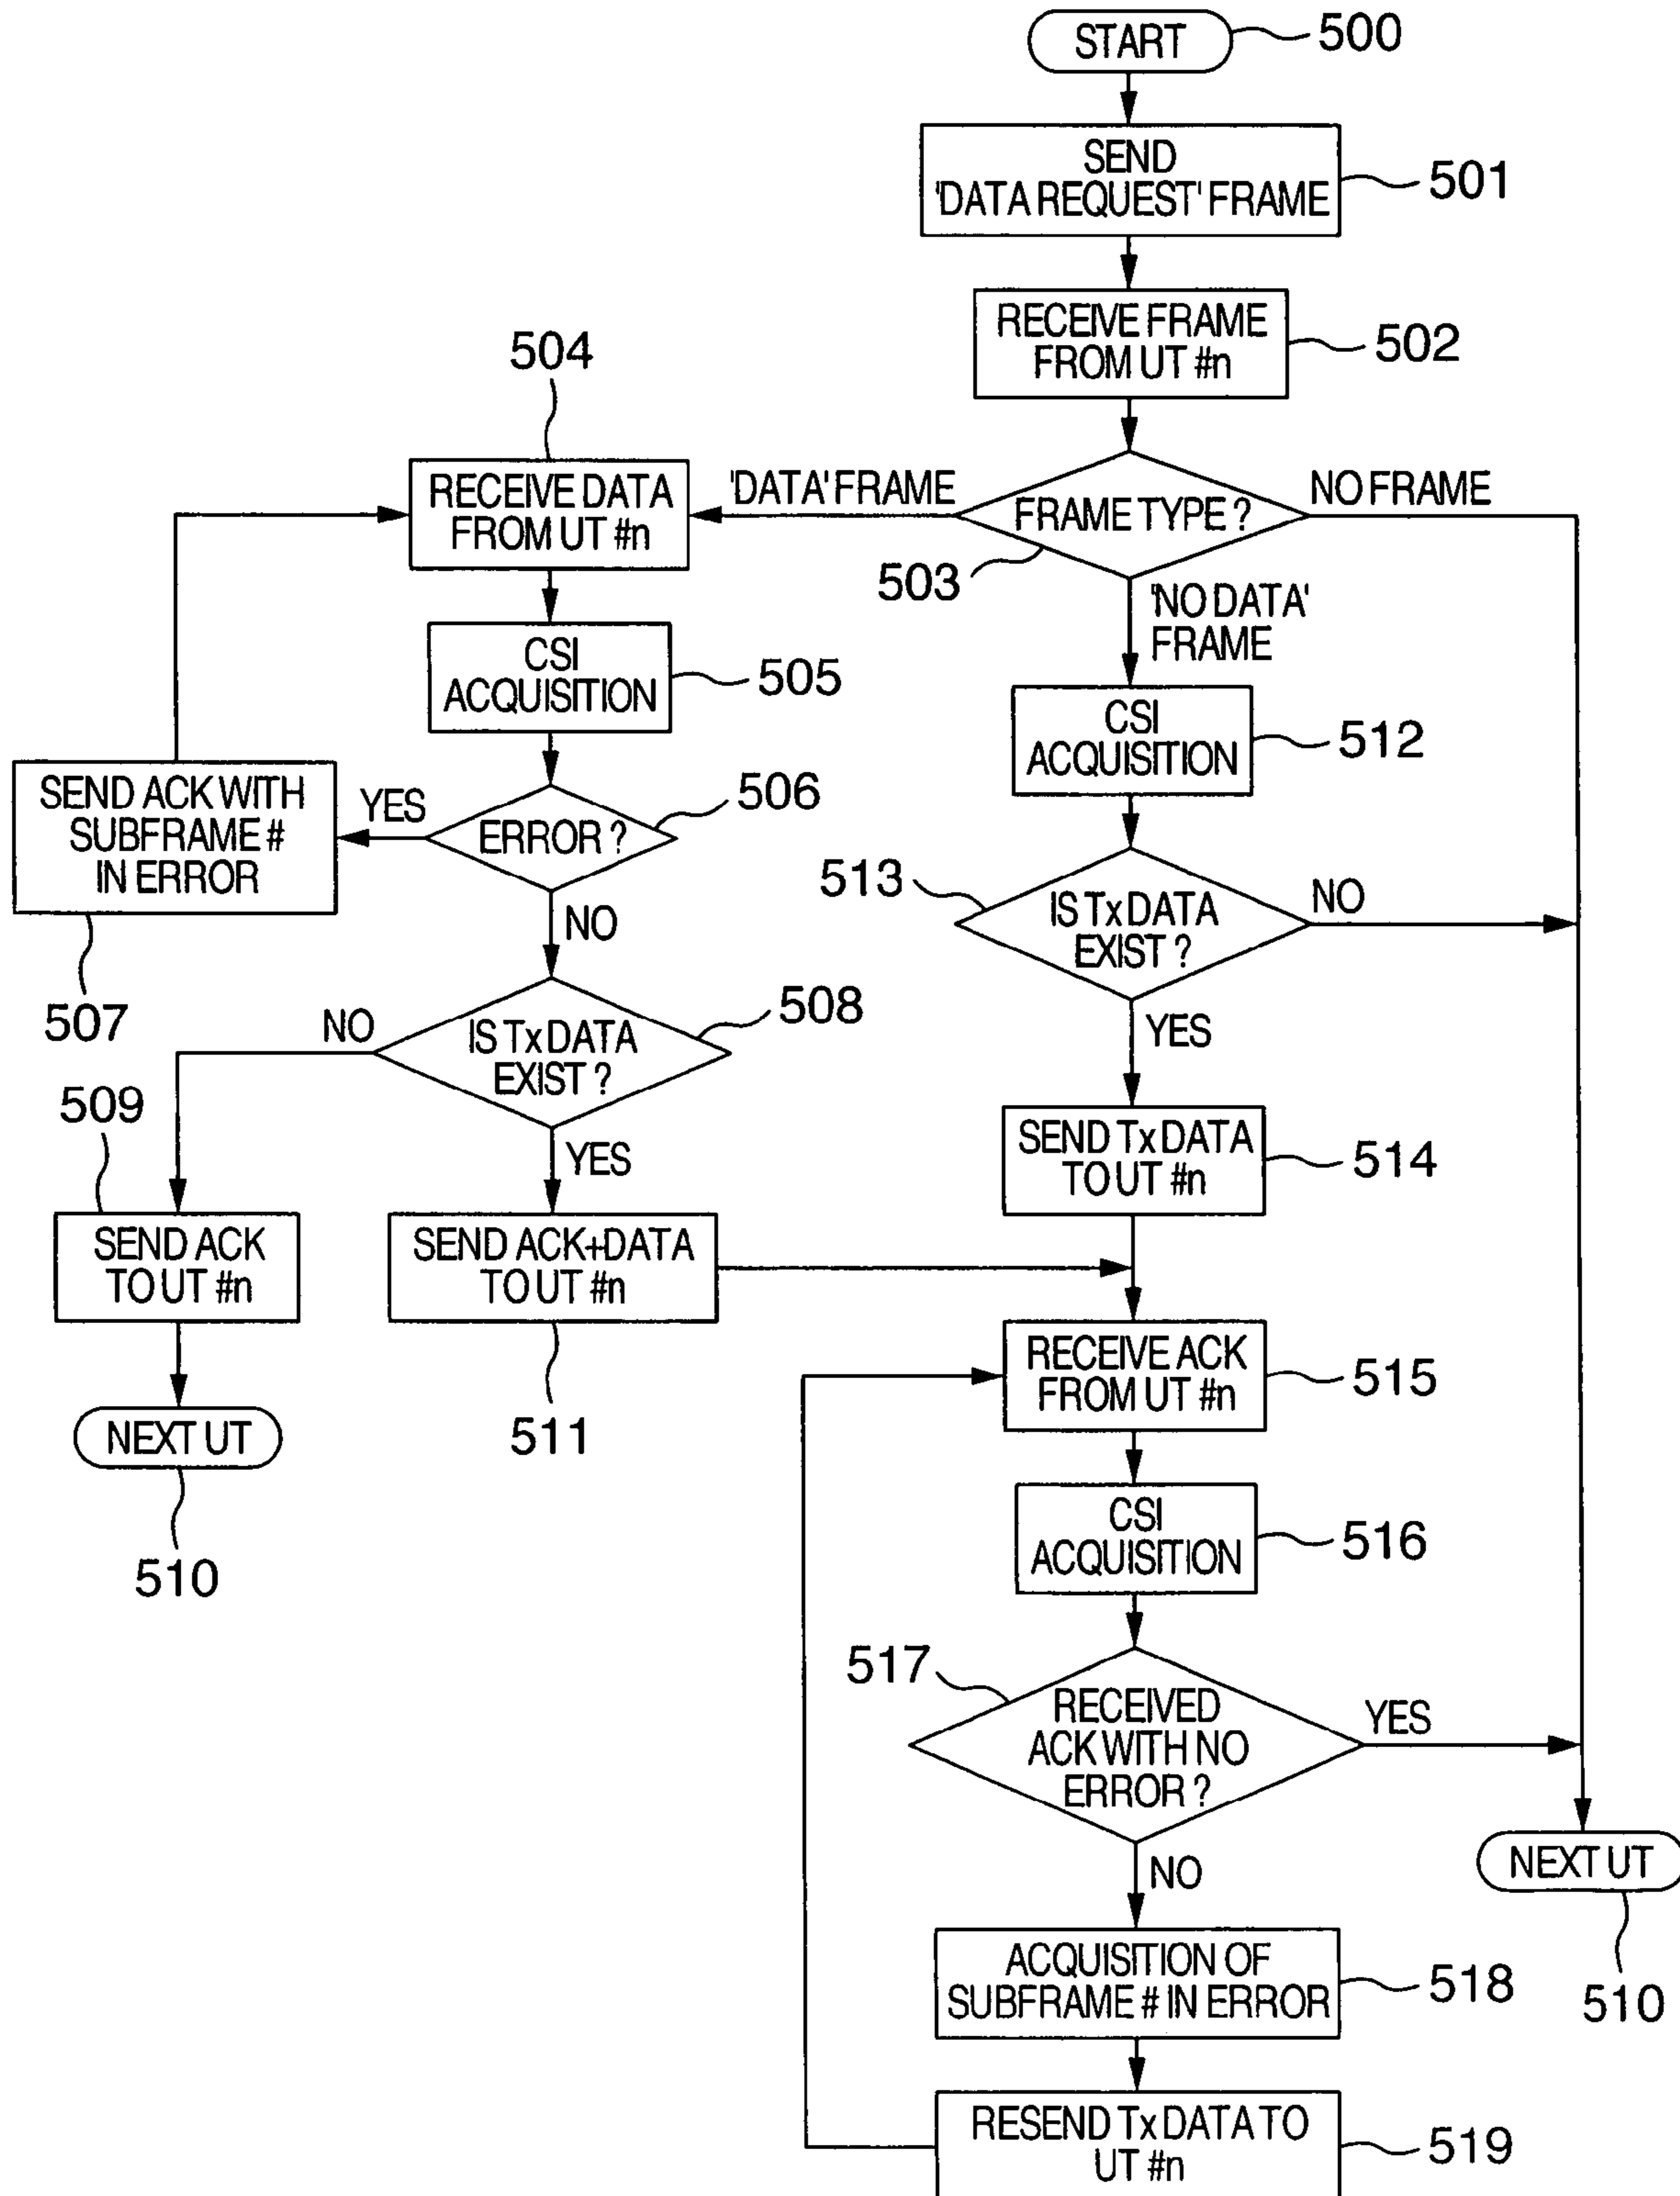 START
500
SEND
'DATA REQUEST' FRAME
501
RECEIVE FRAME
FROM UT #n
502
504
RECEIVE DATA
FROM UT #n
'DATA' FRAME
FRAME TYPE ?
NO FRAME
503
'NO DATA'
FRAME
CSI
ACQUISITION
505
CSI
ACQUISITION
512
SEND ACK WITH
SUBFRAME #
IN ERROR
YES
ERROR ?
506
507
NO
513
IS Tx DATA
EXIST ?
NO
YES
NO
IS Tx DATA
EXIST ?
508
YES
509
SEND ACK
TO UT #n
SEND ACK+DATA
TO UT #n
511
SEND Tx DATA
TO UT #n
514
RECEIVE ACK
FROM UT #n
515
NEXT UT
510
CSI
ACQUISITION
516
517
RECEIVED
ACK WITH NO
ERROR ?
YES
NO
NEXT UT
510
ACQUISITION OF
SUBFRAME # IN ERROR
518
RESEND Tx DATA TO
UT #n
519